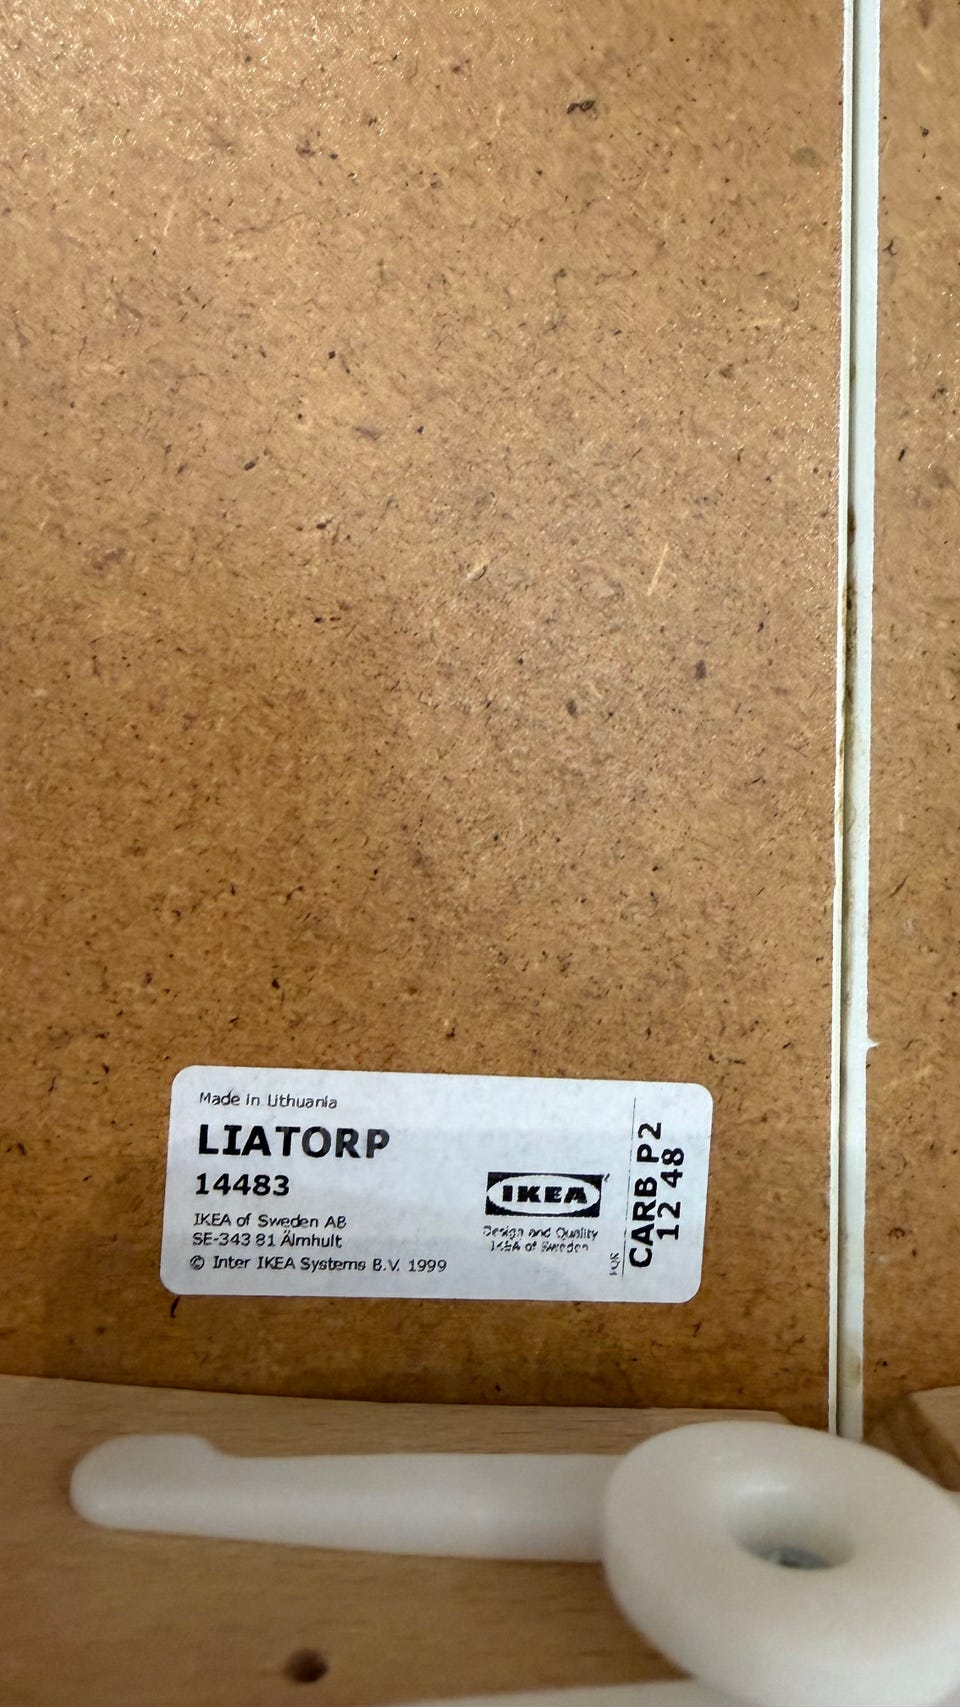 Made in Lithuania
LIATORP
14483
IKEA of Sweden AB
SE-343 81 Älmhult
© Inter IKEA Systems B.V. 1999
IKEA
Design and Quality
IKEA of Sweden
CARB P2
12 48